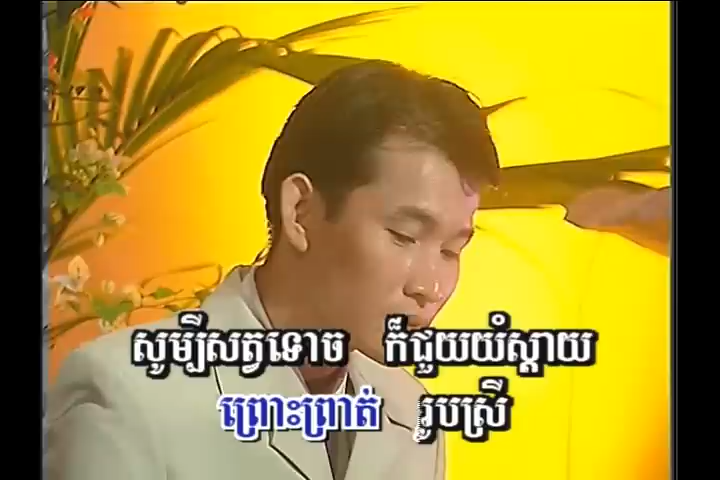 សូម្បីសត្វទោច ក៏ជួយយំស្ដាយ
ព្រោះព្រាត់ រូបស្រី